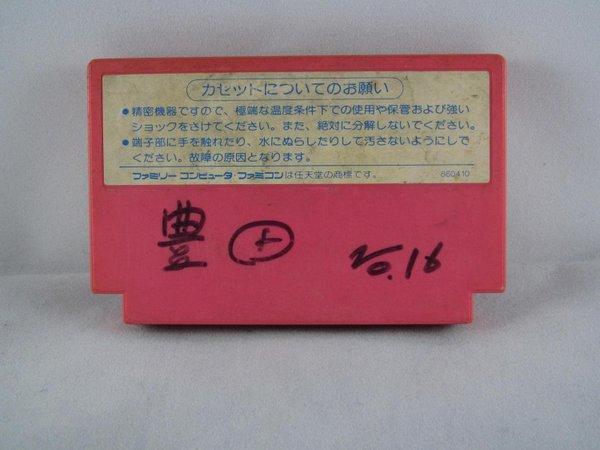 カセットについてのお願い
●精密機器ですので、極端な温度条件下での使用や保管および強い
ショックをさけてください。また、絶対に分解しないでください。
●端子部に手を触れたり、水にぬらしたりして汚さないようにしで
ください。故障の原因となります。
ファミリーコンピュータ・ファミコンは任天堂の商標です。 860410
豊 No.16